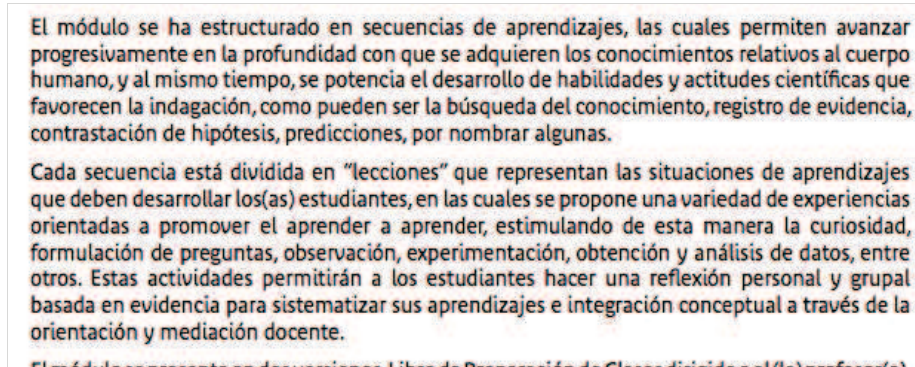 El módulo se ha estructurado en secuencias de aprendizajes, las cuales permiten avanzar
progresivamente en la profundidad con que se adquieren los conocimientos relativos al cuerpo
humano, y al mismo tiempo, se potencia el desarrollo de habilidades y actitudes científicas que
favorecen la indagación, como pueden ser la búsqueda del conocimiento, registro de evidencia,
contrastación de hipótesis, predicciones, por nombrar algunas.
Cada secuencia está dividida en “lecciones” que representan las situaciones de aprendizajes
que deben desarrollar los(as) estudiantes, en las cuales se propone una variedad de experiencias
orientadas a promover el aprender a aprender, estimulando de esta manera la curiosidad,
formulación de preguntas, observación, experimentación, obtención y análisis de datos, entre
otros. Estas actividades permitirán a los estudiantes hacer una reflexión personal y grupal
basada en evidencia para sistematizar sus aprendizajes e integración conceptual a través de la
orientación y mediación docente.